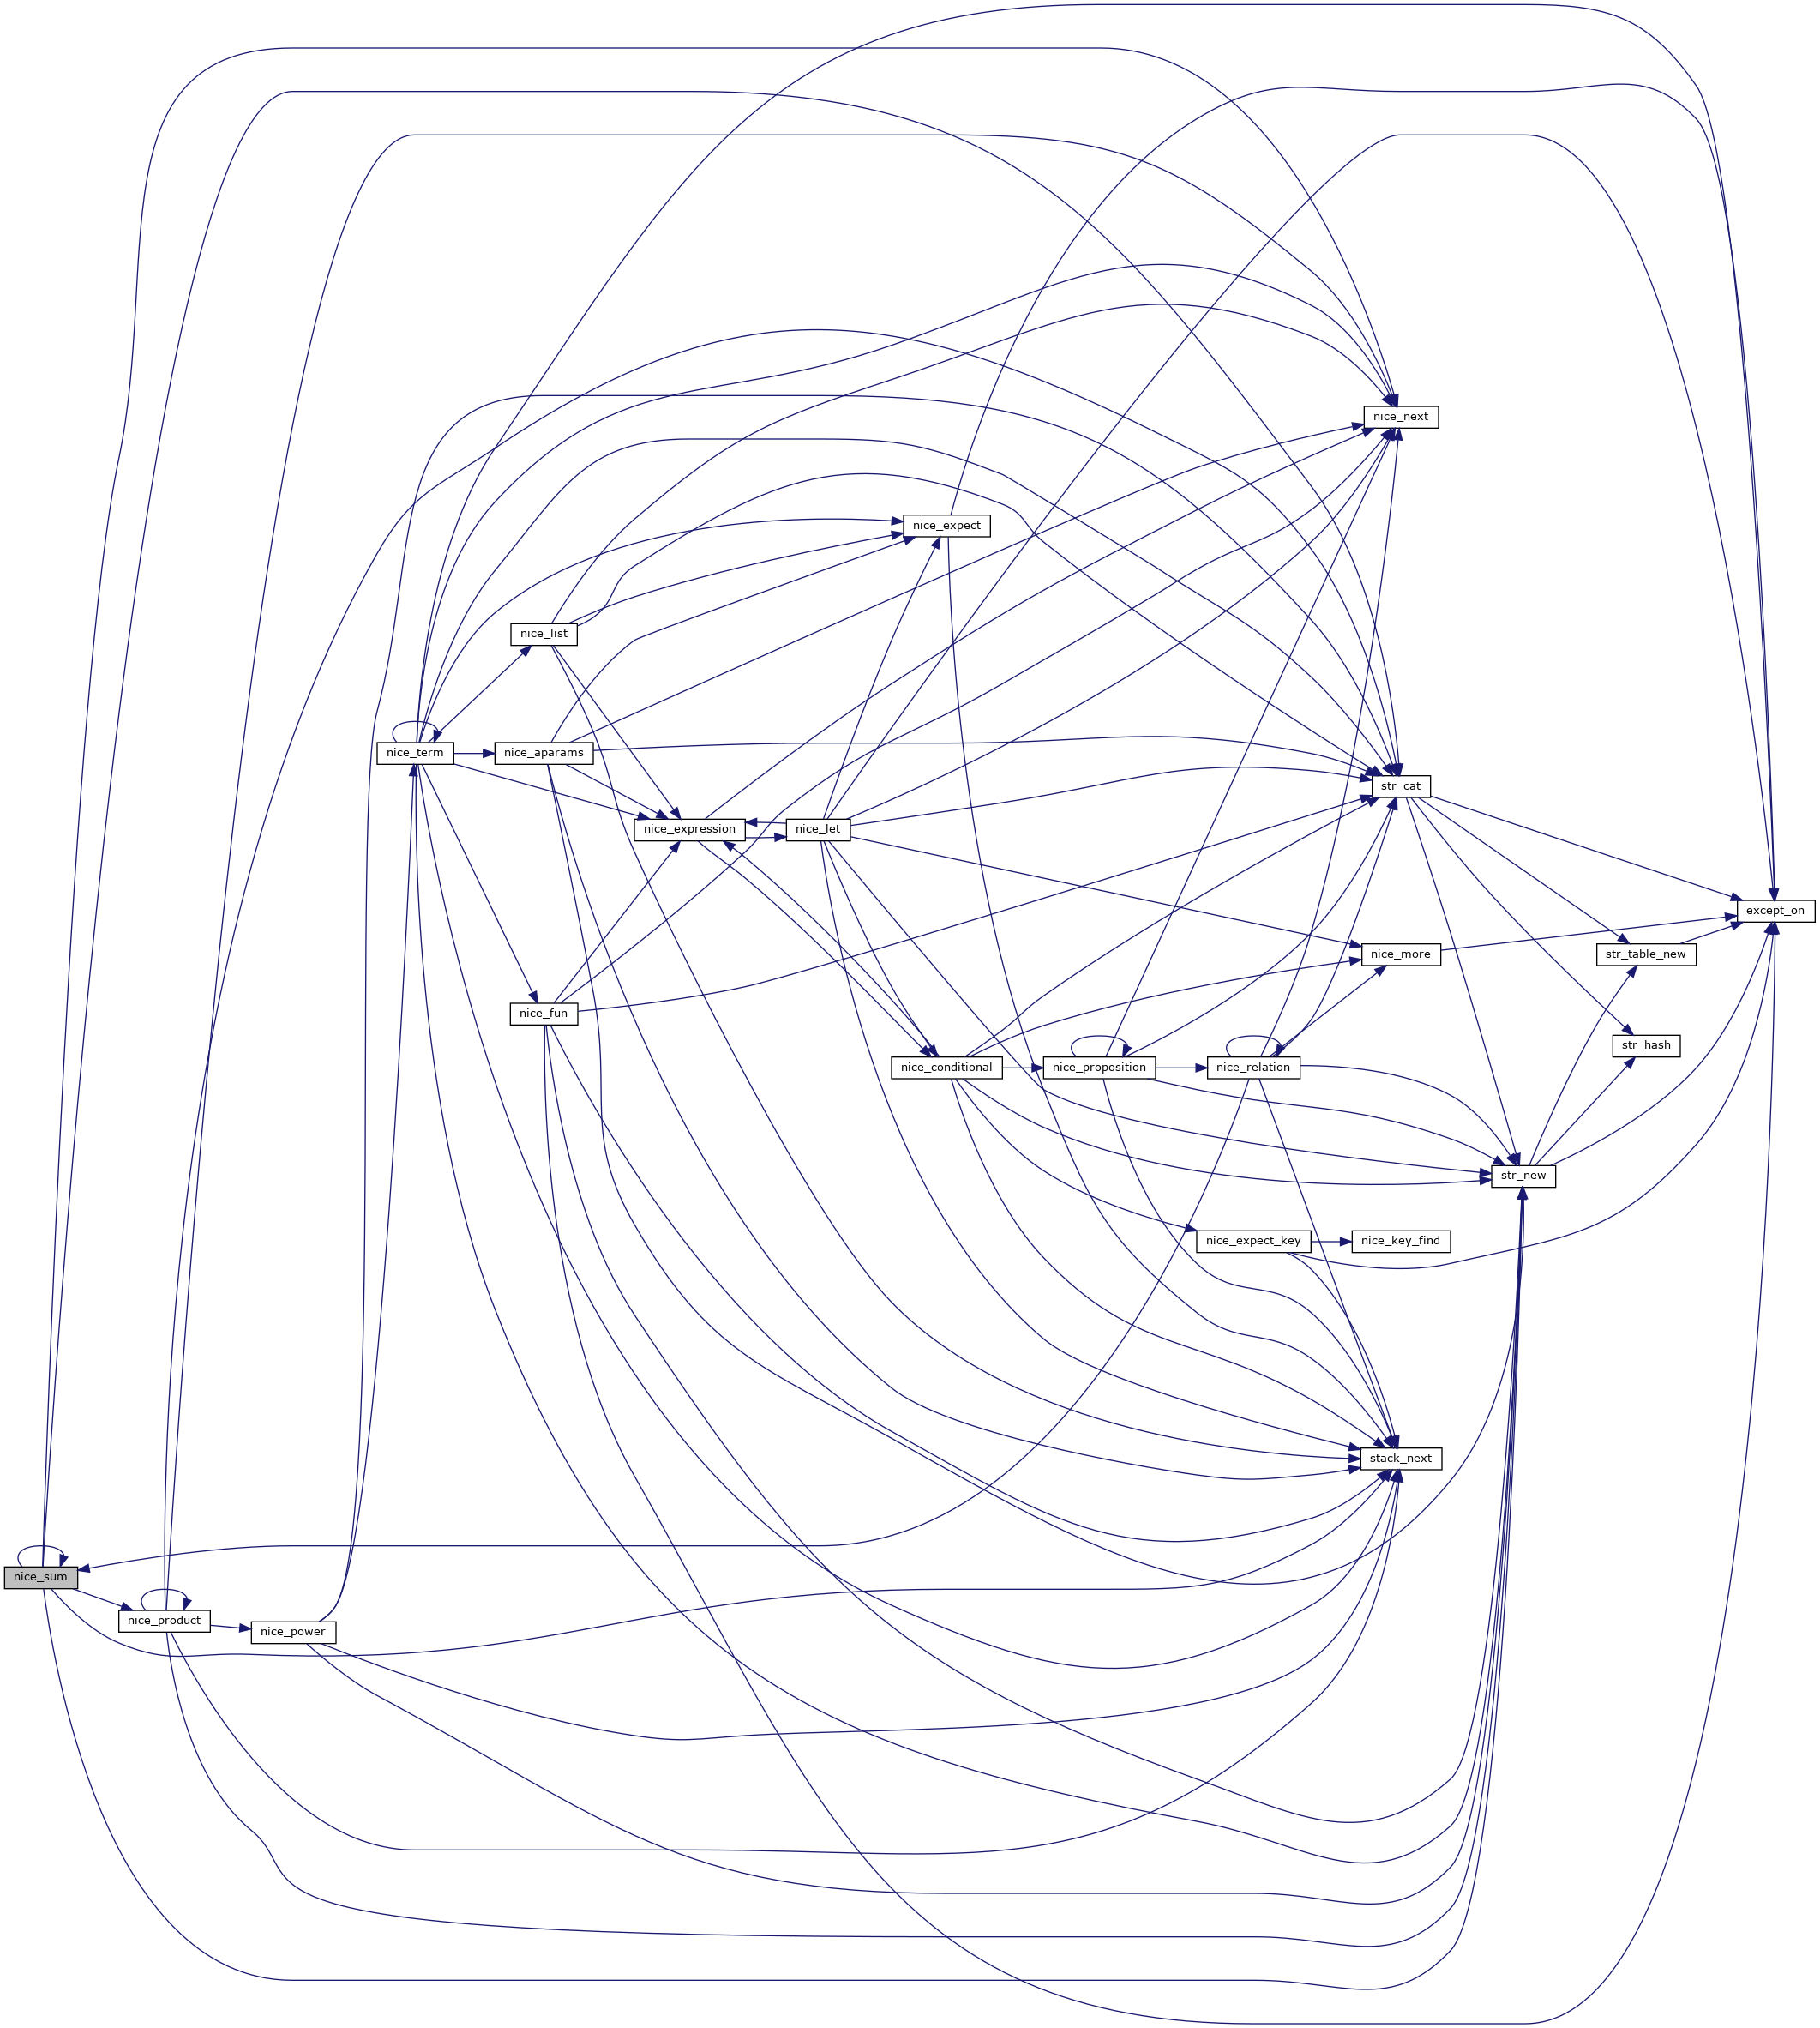 nice_next
nice_expect
nice_list
nice_term
nice_aparams
str_cat
nice_expression
nice_let
except_on
nice_more
str_table_new
nice_fun
str_hash
nice_conditional
nice_proposition
nice_relation
str_new
nice_expect_key
nice_key_find
stack_next
nice_sum
nice_product
nice_power